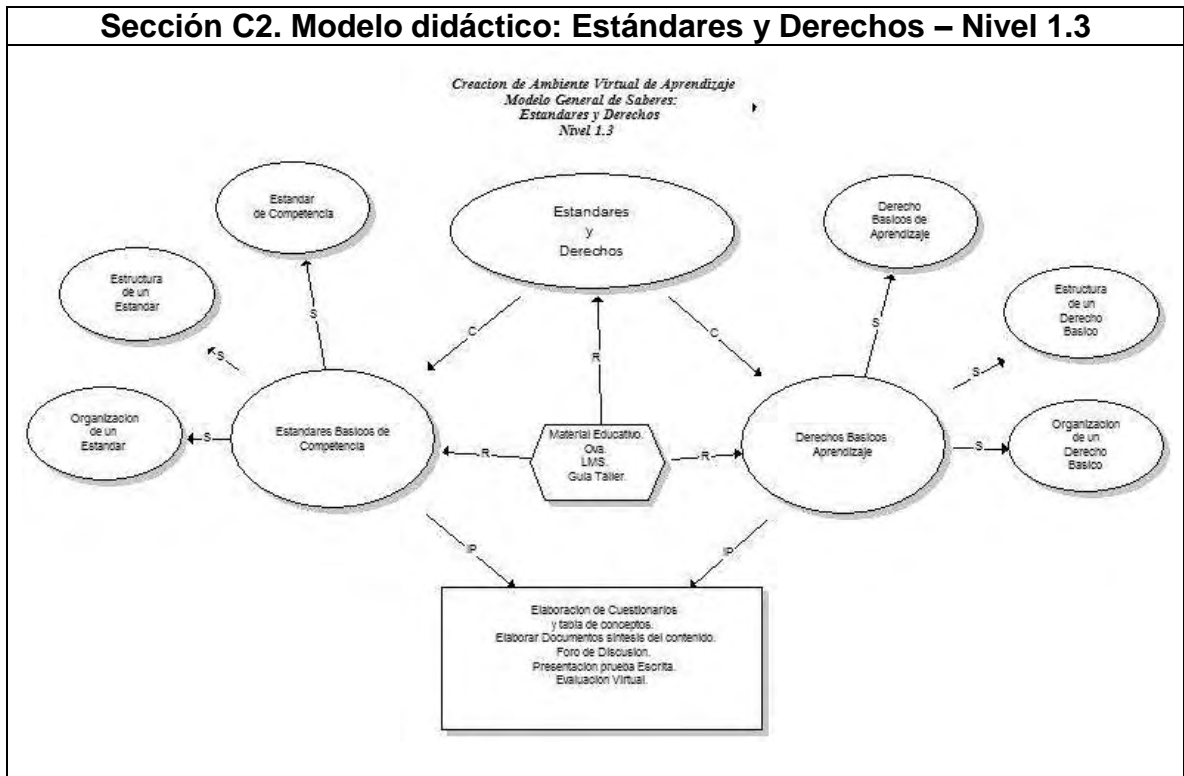 Sección C2. Modelo didáctico: Estándares y Derechos – Nivel 1.3
Creacion de Ambiente Virtual de Aprendizaje
Modelo General de Saberes:
Estandares y Derechos
Nivel 1.3
Estandar
de Competencia
Estandares
y
Derechos
Derecho
Basicos de
Aprendizaje
Estructura
de un
Estandar
Estructura
de un
Derecho
Basico
S
S
C
C
R
S
S
Organizacion
de un
Estandar
S
Estandares Basicos de
Competencia
R
Material Educativo.
Ova.
LMS.
Guia Taller.
R
Derechos Basicos
Aprendizaje
S
Organizacion
de un
Derecho
Basico
IP
IP
Elaboracion de Cuestionarios
y tabla de conceptos.
Elaborar Documentos sintesis del contenido.
Foro de Discusion.
Presentacion prueba Escrita.
Evaluacion Virtual.